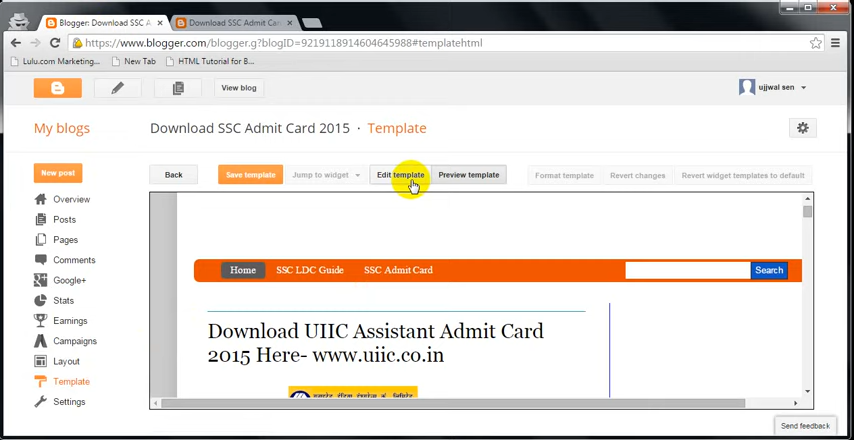 Blogger: Download SSC A
Download SSC Admit Card 2
https://www.blogger.com/blogger.g?blogID=9219118914604645988#templatehtml
Lulu.com Marketing...
New Tab
HTML Tutorial for B...
View blog
ujjwal sen
My blogs
Download SSC Admit Card 2015 · Template
New post
Back
Save template
Jump to widget
Edit template
Preview template
Format template
Revert changes
Revert widget templates to default
Overview
Posts
Pages
Comments
Google+
Stats
Earnings
Campaigns
Layout
Template
Settings
Home
SSC LDC Guide
SSC Admit Card
Search
Download UIIC Assistant Admit Card
2015 Here- www.uiic.co.in
Send feedback